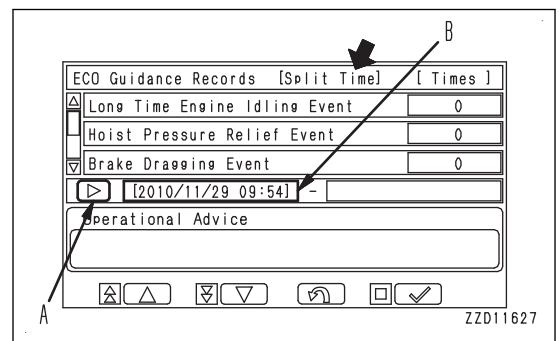 B
ECO Guidance Records [Split Time] [ Times ]
Long Time Engine Idling Event 0
Hoist Pressure Relief Event 0
Brake Dragging Event 0
[2010/11/29 09:54] -
Operational Advice
A
ZZD11627